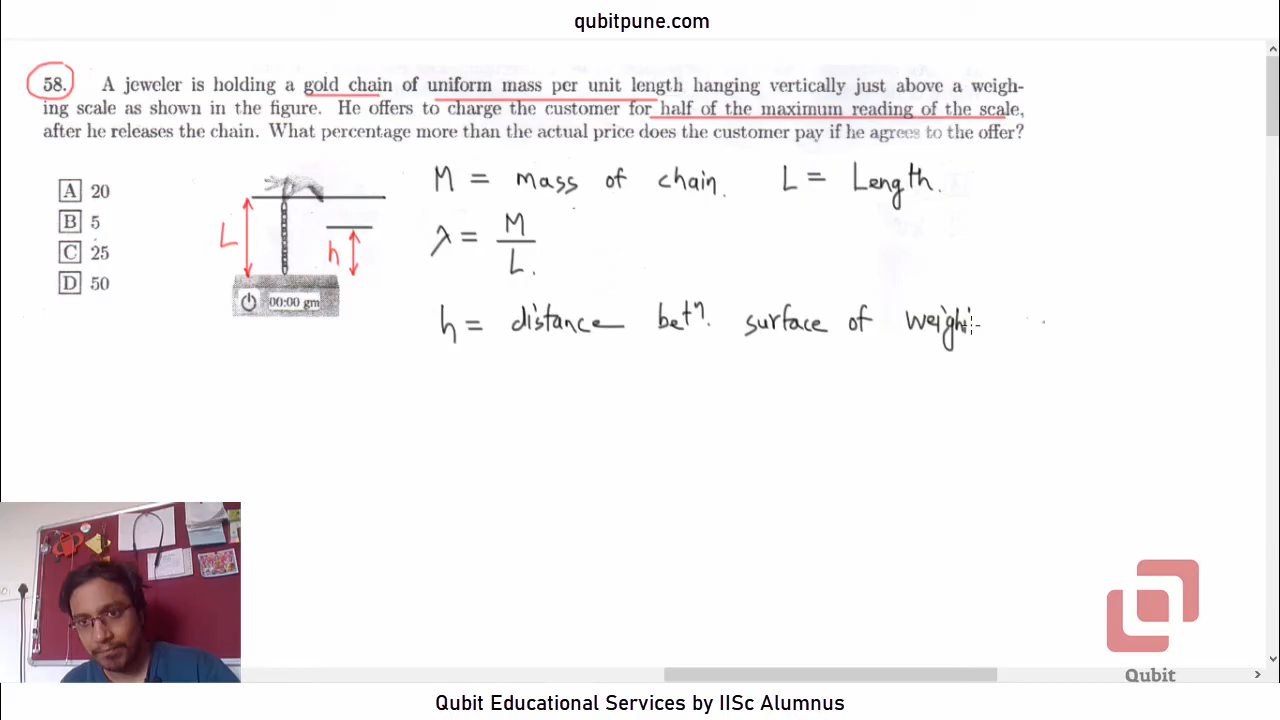 qubitpune.com
58. A jeweler is holding a gold chain of uniform mass per unit length hanging vertically just above a weigh-
ing scale as shown in the figure. He offers to charge the customer for half of the maximum reading of the scale,
after he releases the chain. What percentage more than the actual price does the customer pay if he agrees to the offer?
A 20
B 5
C 25
D 50
L
h
00:00 gm
M = mass of chain. L = Length.
λ = M
L.
h = distance betⁿ. surface of weighi
Qubit
Qubit Educational Services by IISc Alumnus